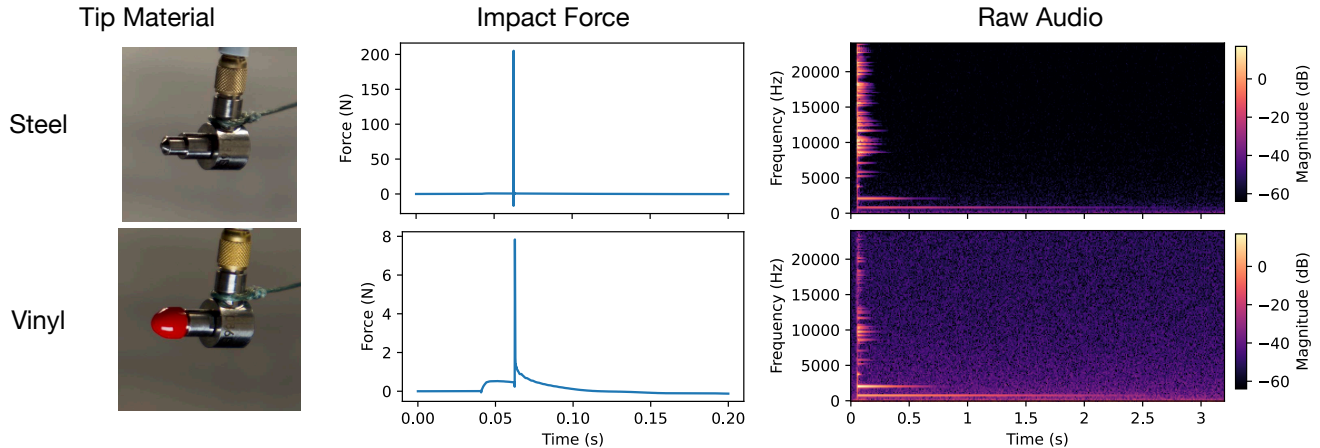 Tip Material
Impact Force
Raw Audio
Steel
Force (N)
200
150
100
50
0
Frequency (Hz)
20000
15000
10000
5000
0
Magnitude (dB)
0
−20
−40
−60
Vinyl
Force (N)
8
6
4
2
0
0.00 0.05 0.10 0.15 0.20
Time (s)
Frequency (Hz)
20000
15000
10000
5000
0
0 0.5 1 1.5 2 2.5 3
Time (s)
Magnitude (dB)
0
−20
−40
−60